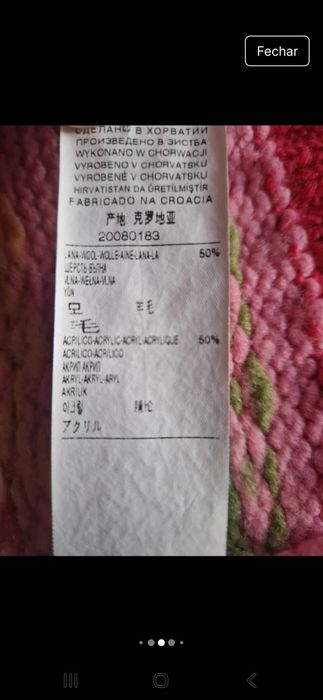 Fechar
СДЕЛАНО В ХОРВАТИИ
ПРОИЗВЕДЕНО В
WYKONANO W CHORWACJI
VYROBENO V CHORVATSKU
VYROBENÉ V CHORVÁTSKU
HIRVATISTAN DA ÜRETILMIŞTIR
FABRICADO NA CROACIA
产地 克罗地亚
20080183
LANA-WOOL-WOLLE-LAINE-LANA-LA 50%
ШЕРСТЬ ВЪЛНА
VLNA-WEŁNA-VLNA
YÜN
모 羊毛
毛
ACRILICO-ACRYLIC-ACRYL-ACRYLIQUE 50%
ACRILICO-ACRILICO
АКРИЛ-АКРИЛ
AKRYL-AKRYL-ARYL
AKRILIK
아크릴 腈纶
アクリル